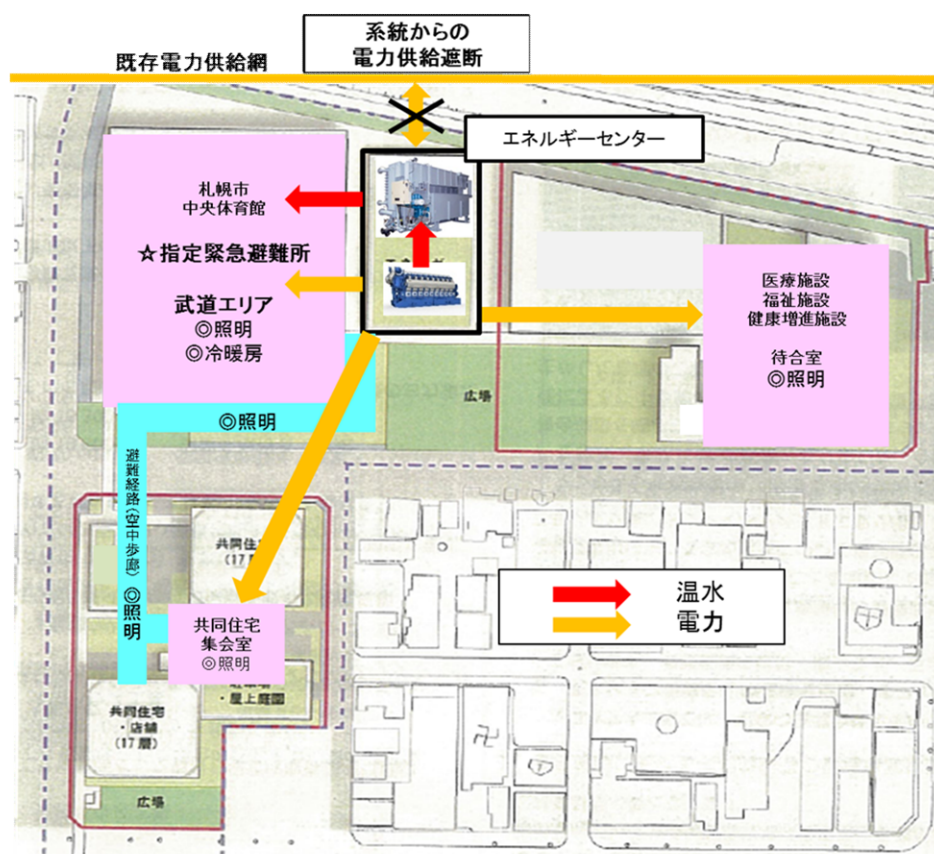 系統からの
電力供給遮断
既存電力供給網
エネルギーセンター
札幌市
中央体育館
☆指定緊急避難所
武道エリア
◎照明
◎冷暖房
医療施設
福祉施設
健康増進施設
待合室
◎照明
広場
◎照明
避難経路(空中歩廊)
◎照明
共同住
(17層
共同住宅
集会室
◎照明
・屋上庭園
共同住宅
・店舗
(17層)
広場
温水
電力